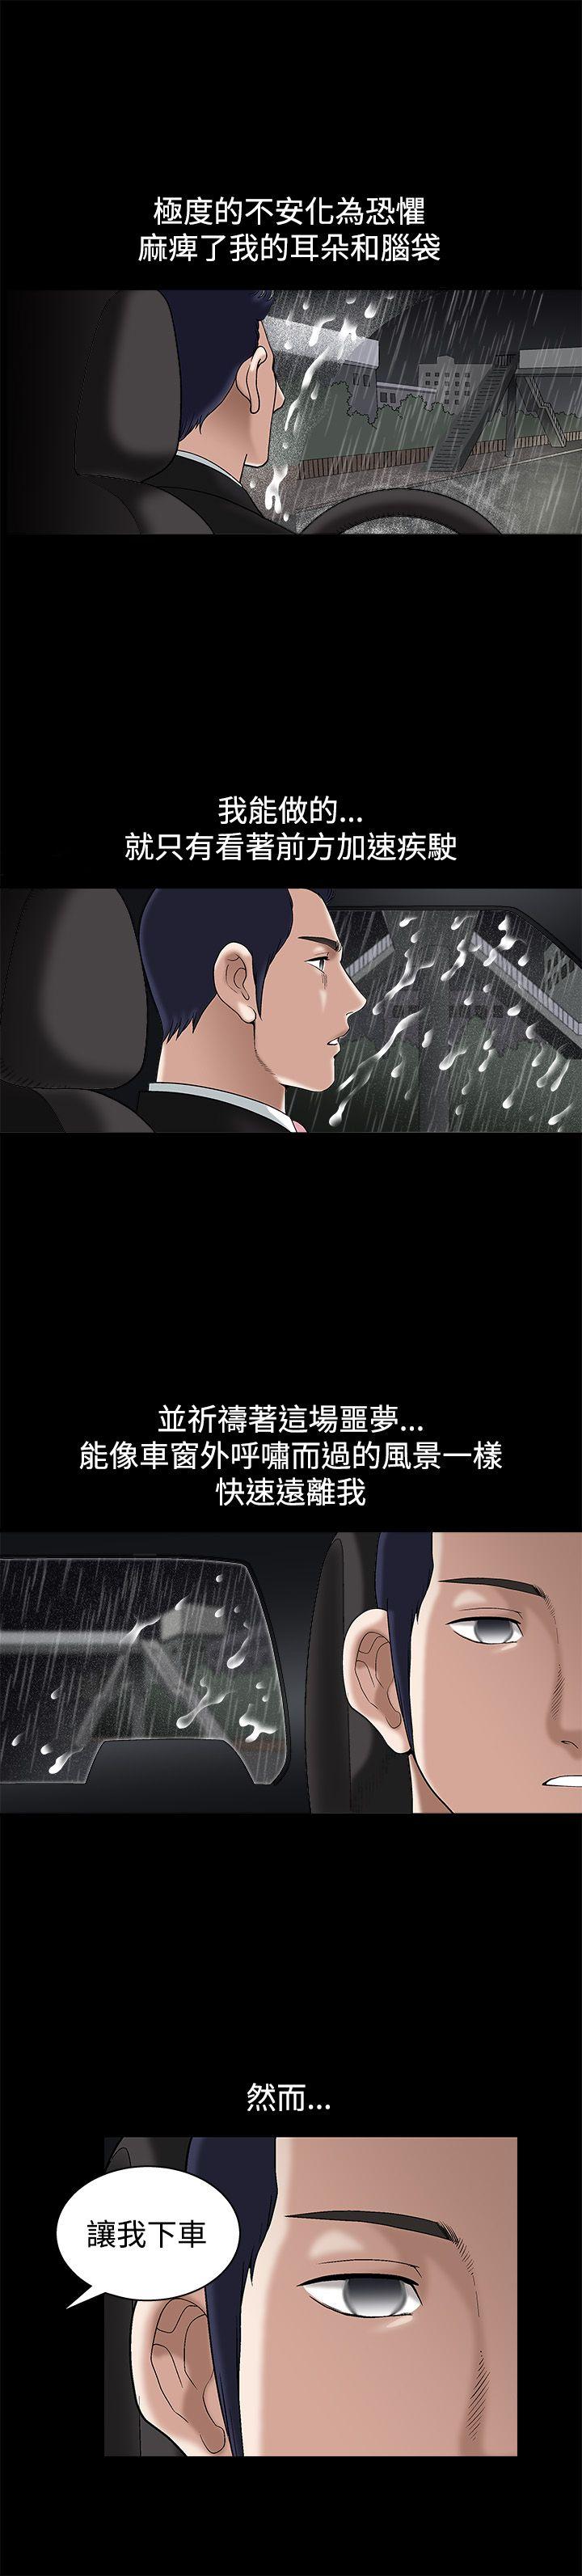 極度的不安化為恐懼
麻痺了我的耳朵和腦袋
我能做的...
就只有看著前方加速疾駛
並祈禱著這場噩夢...
能像車窗外呼嘯而過的風景一樣
快速遠離我
然而...
讓我下車